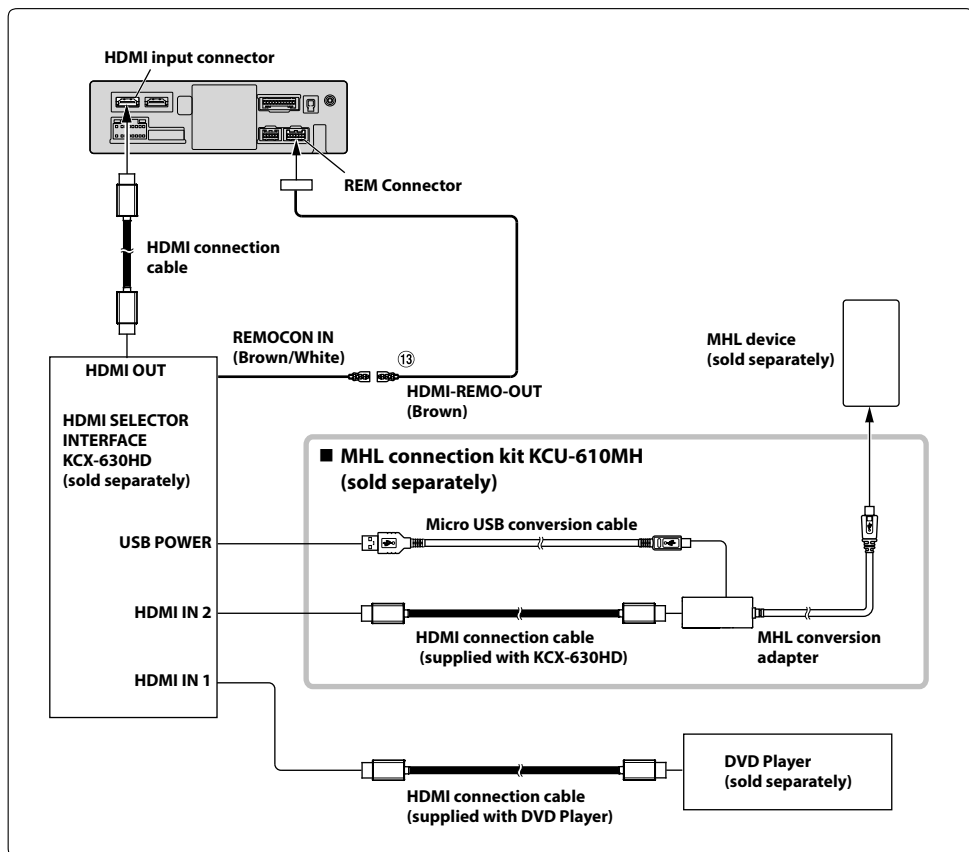 HDMI input connector
REM Connector
HDMI connection
cable
REMOCON IN
(Brown/White)
⑬
HDMI-REMO-OUT
(Brown)
MHL device
(sold separately)
HDMI OUT
HDMI SELECTOR
INTERFACE
KCX-630HD
(sold separately)
■ MHL connection kit KCU-610MH
(sold separately)
Micro USB conversion cable
USB POWER
HDMI IN 2
HDMI connection cable
(supplied with KCX-630HD)
MHL conversion
adapter
HDMI IN 1
DVD Player
(sold separately)
HDMI connection cable
(supplied with DVD Player)